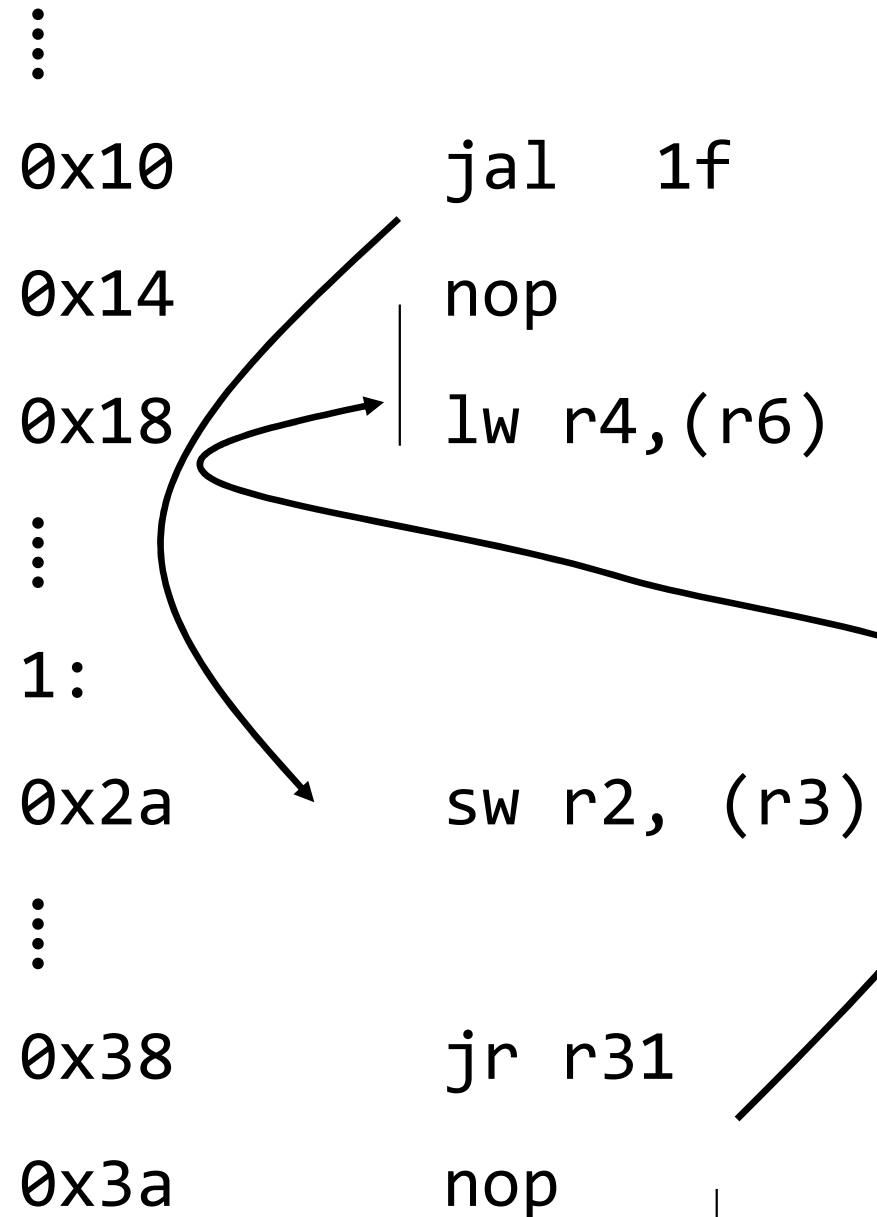 ⋮
0x10 jal 1f
0x14 nop
0x18 lw r4,(r6)
⋮
1:
0x2a sw r2, (r3)
⋮
0x38 jr r31
0x3a nop